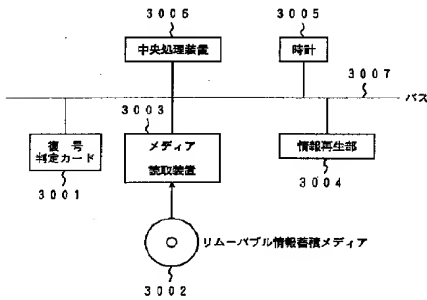 3006
3005
中央処理装置
時計
3007
バス
3003
復号
判定カード
メディア
読取装置
情報再生部
3001
3004
リムーバブル情報蓄積メディア
3002